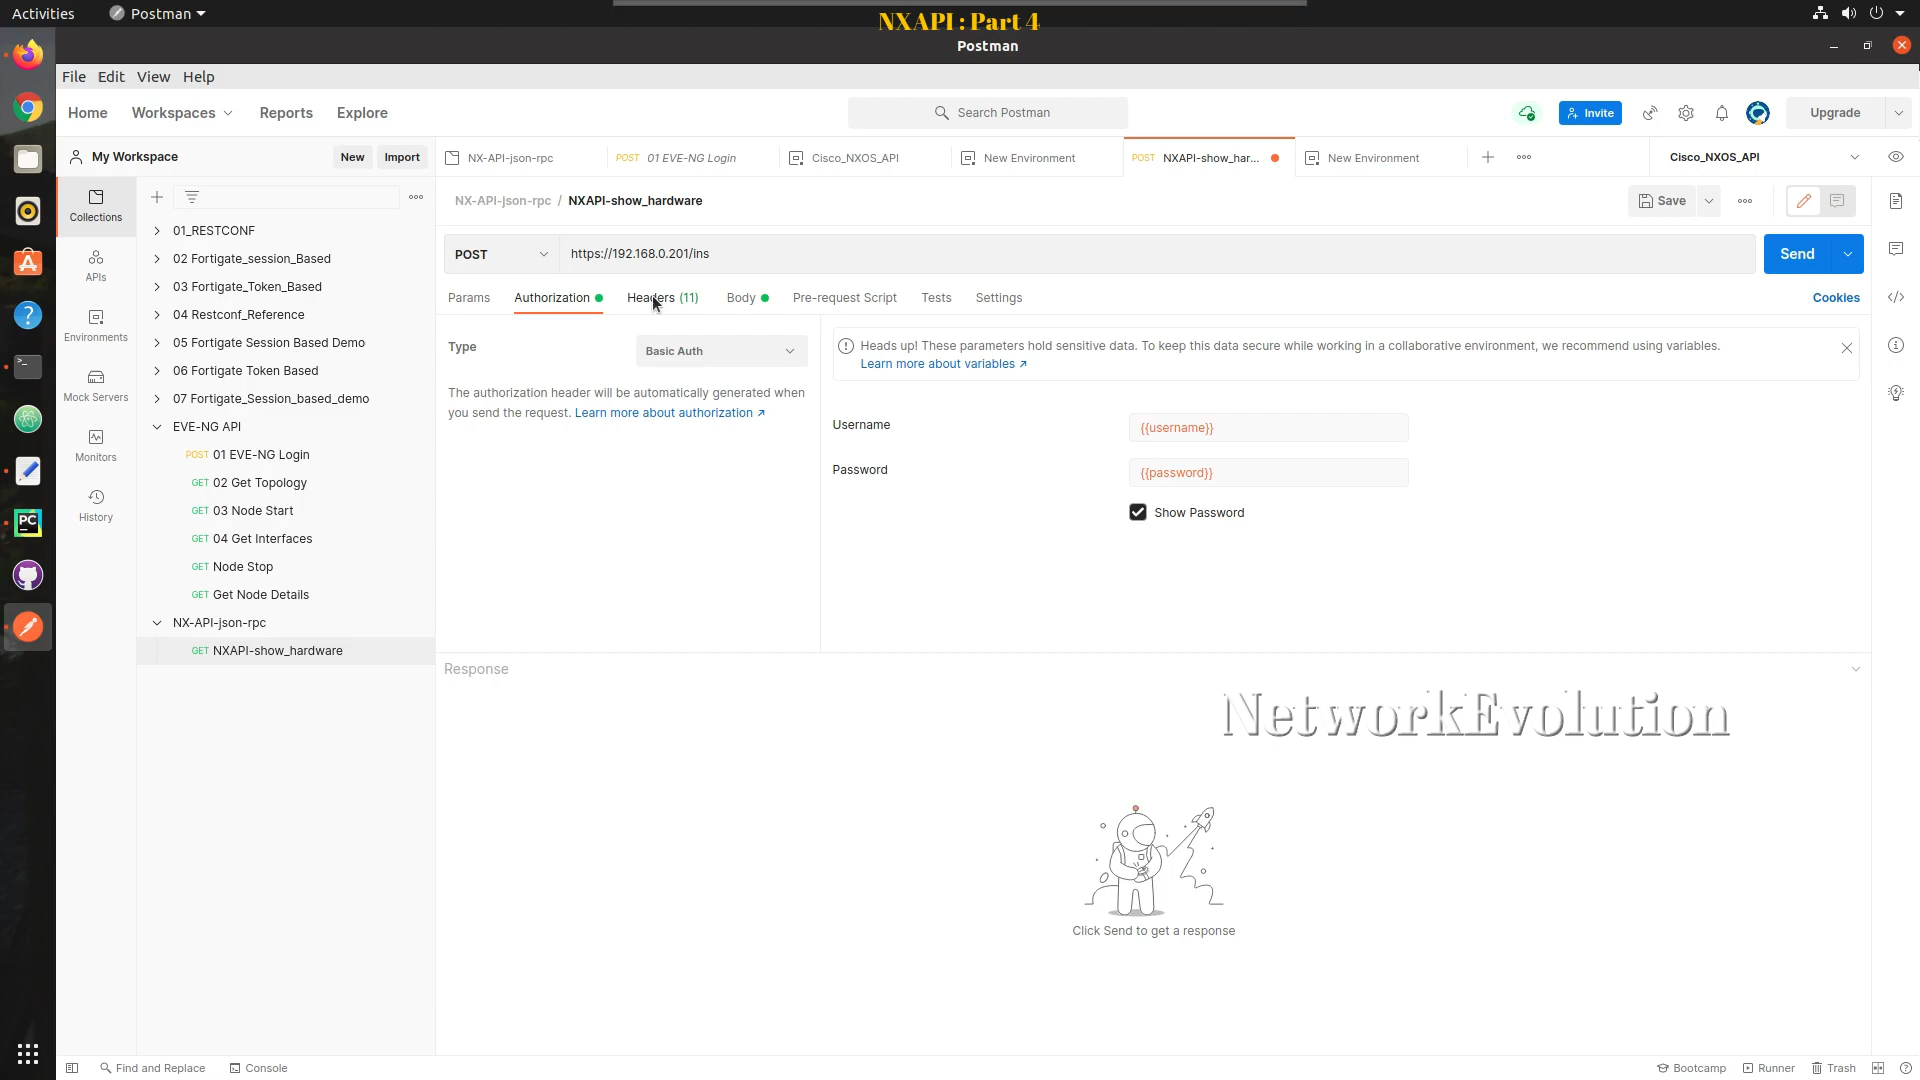 Activities
Postman
NXAPI : Part 4
Postman
File Edit View Help
Home Workspaces Reports Explore
Search Postman
Invite
Upgrade
My Workspace
New Import
NX-API-json-rpc
POST 01 EVE-NG Login
Cisco_NXOS_API
New Environment
POST NXAPI-show_har...
New Environment
Cisco_NXOS_API
Collections
APIs
Environments
Mock Servers
Monitors
History
01_RESTCONF
02 Fortigate_session_Based
03 Fortigate_Token_Based
04 Restconf_Reference
05 Fortigate Session Based Demo
06 Fortigate Token Based
07 Fortigate_Session_based_demo
EVE-NG API
POST 01 EVE-NG Login
GET 02 Get Topology
GET 03 Node Start
GET 04 Get Interfaces
GET Node Stop
GET Get Node Details
NX-API-json-rpc
GET NXAPI-show_hardware
NX-API-json-rpc / NXAPI-show_hardware
Save
POST https://192.168.0.201/ins
Send
Params Authorization Headers (11) Body Pre-request Script Tests Settings
Cookies
Type
Basic Auth
The authorization header will be automatically generated when
you send the request. Learn more about authorization ↗
Heads up! These parameters hold sensitive data. To keep this data secure while working in a collaborative environment, we recommend using variables.
Learn more about variables ↗
Username
{{username}}
Password
{{password}}
Show Password
Response
NetworkEvolution
Click Send to get a response
Find and Replace
Console
Bootcamp
Runner
Trash